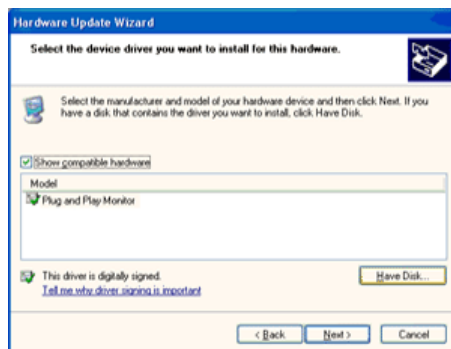 Hardware Update Wizard
Select the device driver you want to install for this hardware.
Select the manufacturer and model of your hardware device and then click Next. If you
have a disk that contains the driver you want to install, click Have Disk.
Show compatible hardware
Model
Plug and Play Monitor
This driver is digitally signed.
Have Disk...
Tell me why driver signing is important
< Back
Next >
Cancel